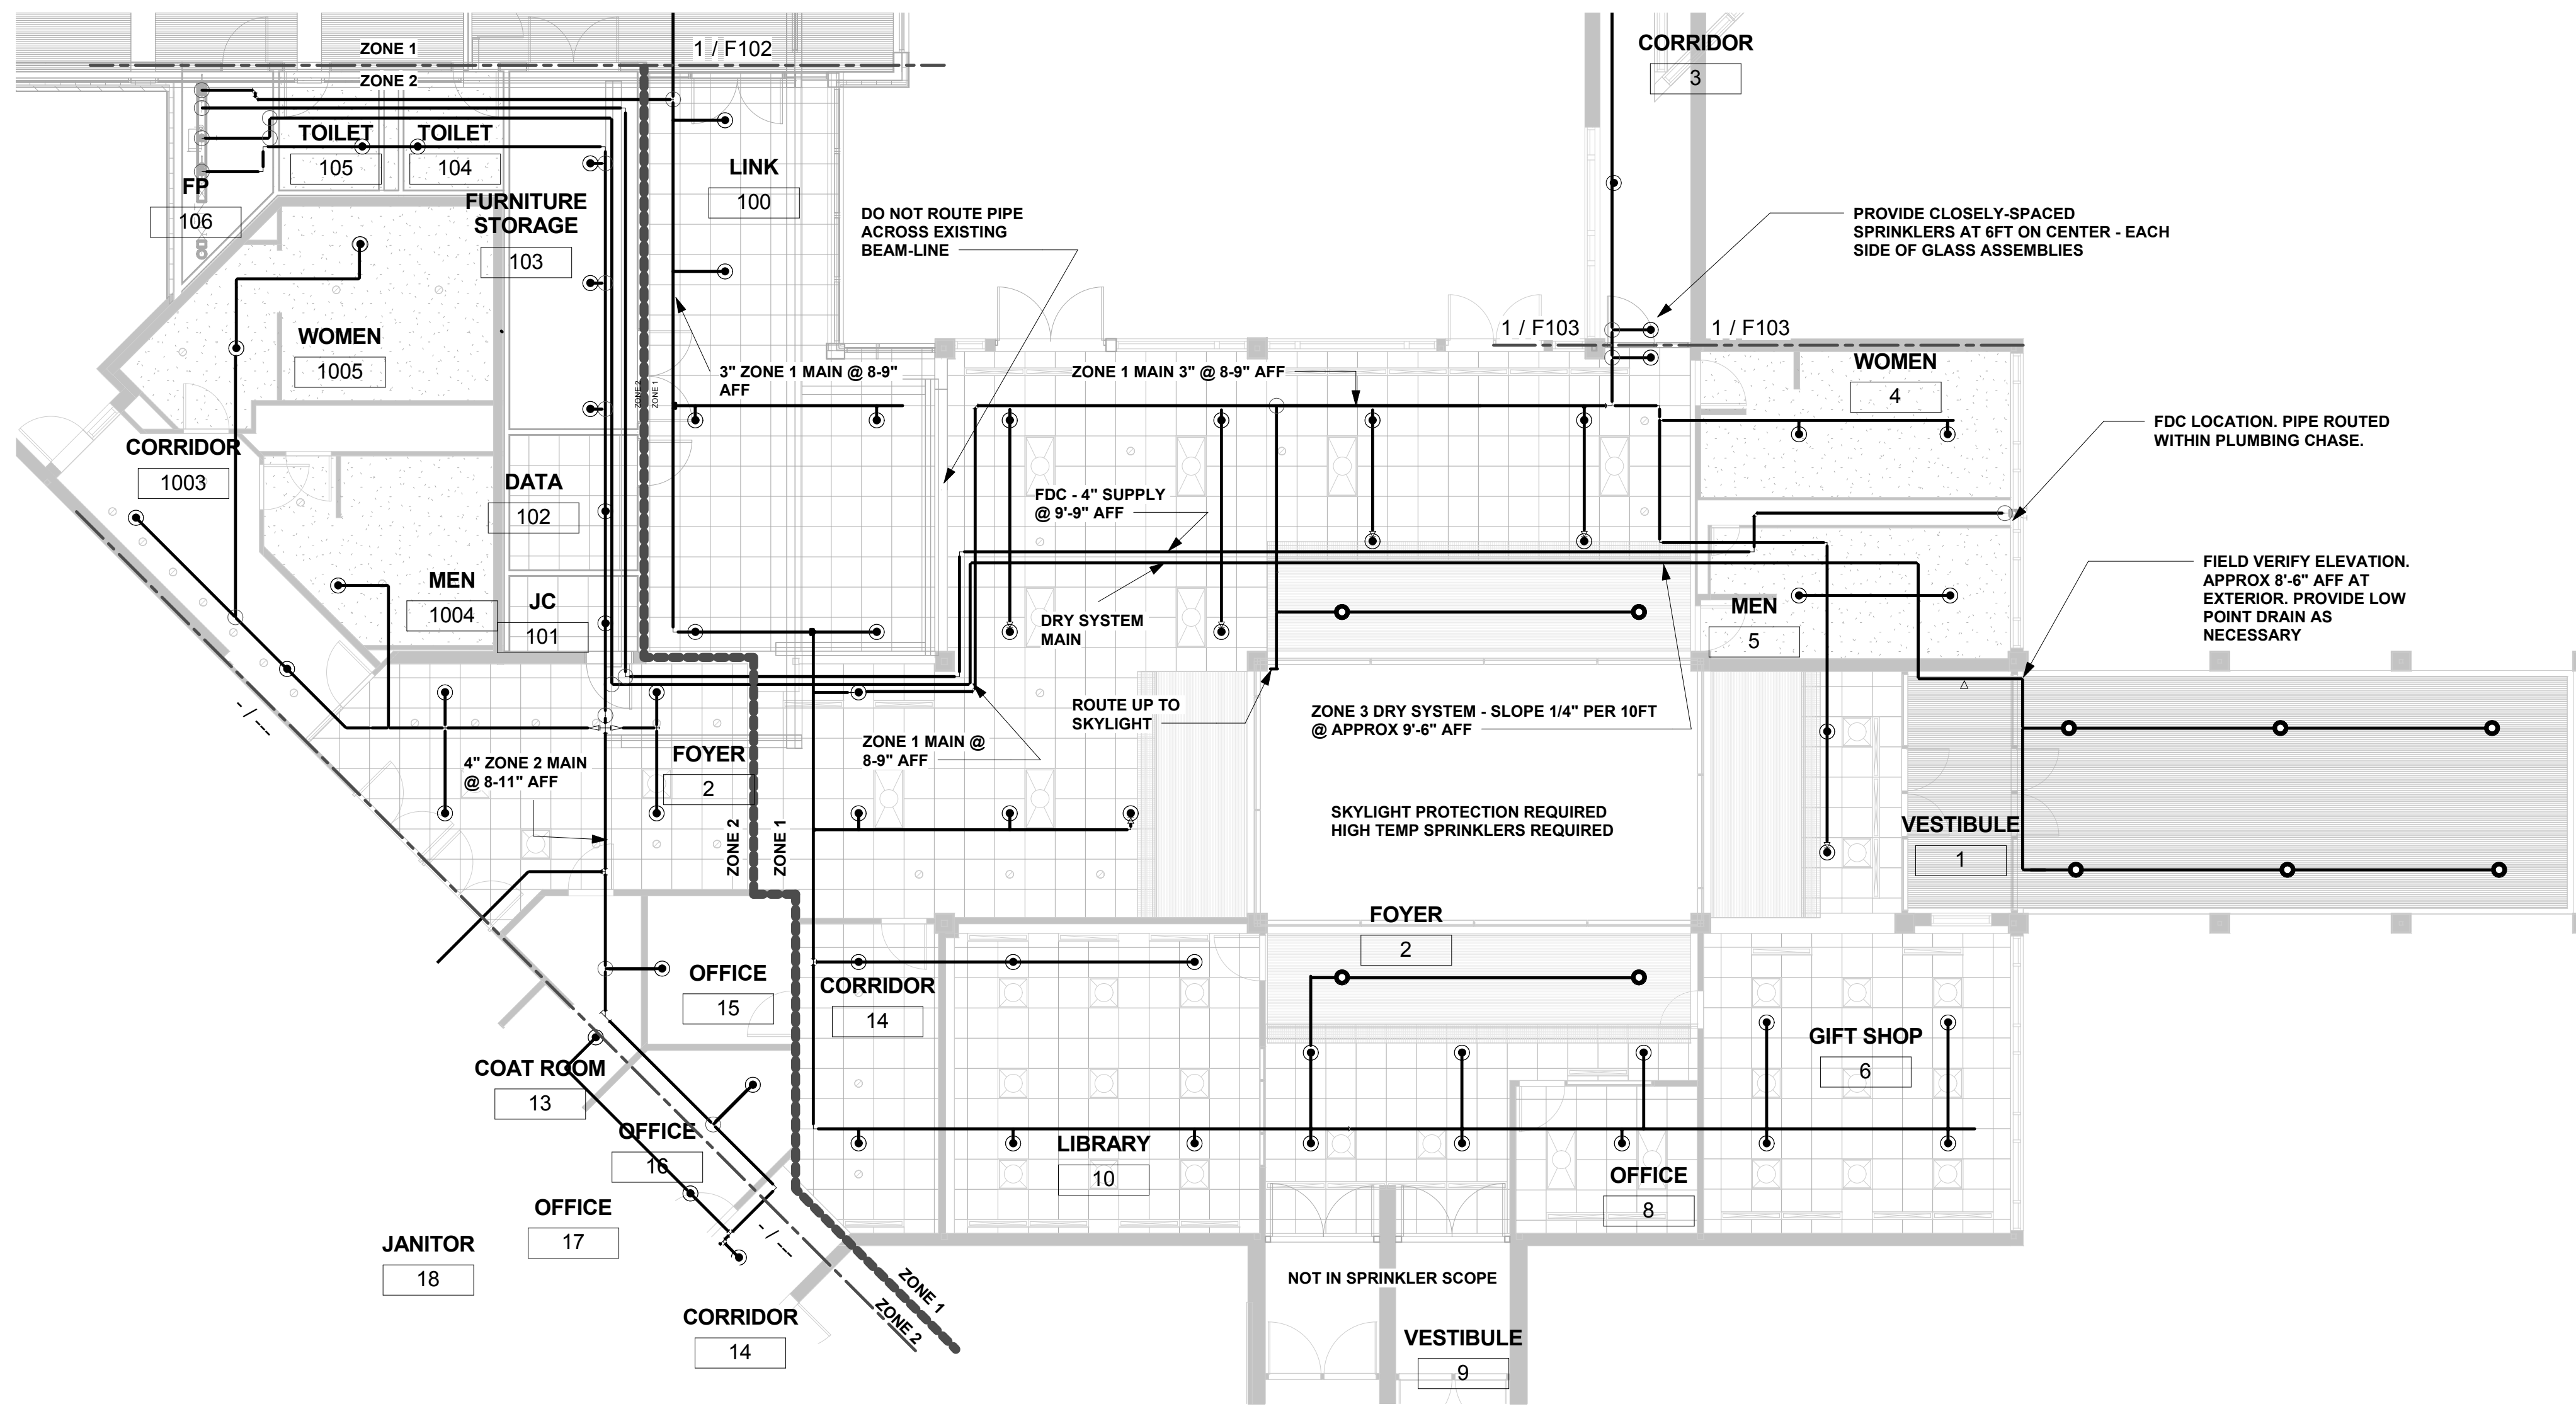 ZONE 1
ZONE 2
1 / F102
CORRIDOR
3
TOILET
105
TOILET
104
FP
106
FURNITURE
STORAGE
103
LINK
100
DO NOT ROUTE PIPE
ACROSS EXISTING
BEAM-LINE
PROVIDE CLOSELY-SPACED
SPRINKLERS AT 6FT ON CENTER - EACH
SIDE OF GLASS ASSEMBLIES
1 / F103
1 / F103
WOMEN
1005
3" ZONE 1 MAIN @ 8-9"
AFF
ZONE 1 MAIN 3" @ 8-9" AFF
WOMEN
4
ZONE 2
ZONE 1
FDC LOCATION. PIPE ROUTED
WITHIN PLUMBING CHASE.
CORRIDOR
1003
DATA
102
FDC - 4" SUPPLY
@ 9'-9" AFF
MEN
1004
JC
101
DRY SYSTEM
MAIN
MEN
5
FIELD VERIFY ELEVATION.
APPROX 8'-6" AFF AT
EXTERIOR. PROVIDE LOW
POINT DRAIN AS
NECESSARY
- / ---
ROUTE UP TO
SKYLIGHT
ZONE 3 DRY SYSTEM - SLOPE 1/4" PER 10FT
@ APPROX 9'-6" AFF
ZONE 1 MAIN @
8-9" AFF
4" ZONE 2 MAIN
@ 8-11" AFF
FOYER
2
ZONE 2
ZONE 1
SKYLIGHT PROTECTION REQUIRED
HIGH TEMP SPRINKLERS REQUIRED
VESTIBULE
1
FOYER
2
OFFICE
15
CORRIDOR
14
GIFT SHOP
6
COAT ROOM
13
OFFICE
16
LIBRARY
10
OFFICE
8
OFFICE
17
- / ---
JANITOR
18
ZONE 1
ZONE 2
NOT IN SPRINKLER SCOPE
CORRIDOR
14
VESTIBULE
9